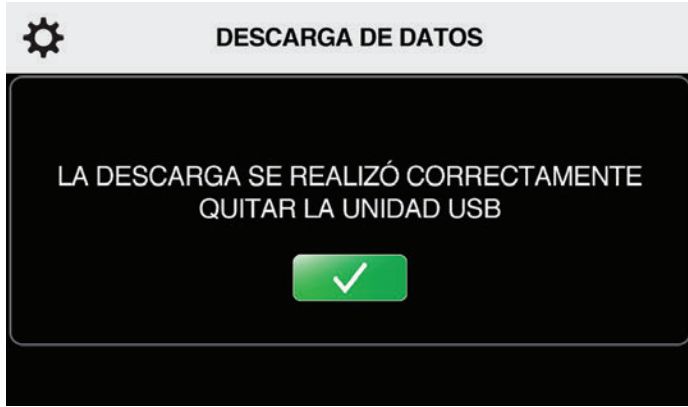 DESCARGA DE DATOS
LA DESCARGA SE REALIZÓ CORRECTAMENTE
QUITAR LA UNIDAD USB